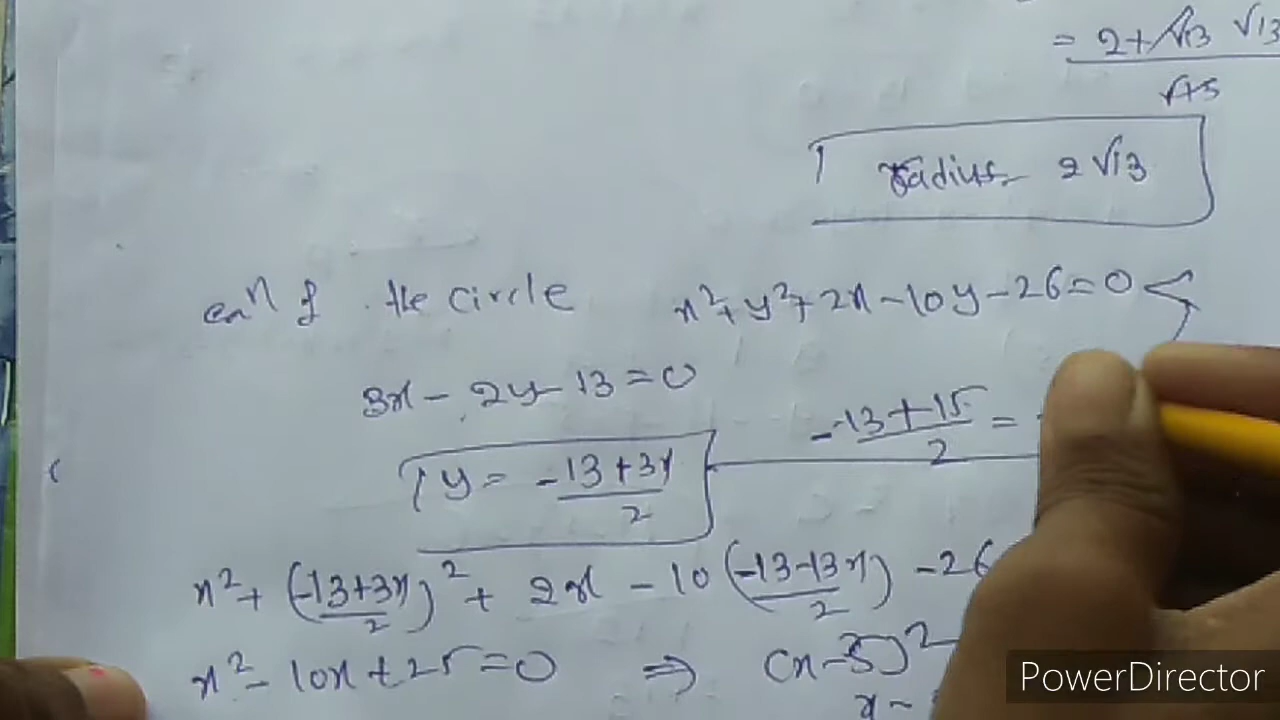 = 2+√13 √13
√13
radius= 2√13
eqn of the circle x²+y²+2x-10y-26=0
3x-2y-13=0
y = -13+3x / 2
-13+15 / 2 =
x²+(-13+3x / 2)²+2x-10(-13-13x / 2)-26
x²-10x+25=0 ⇒ (x-5)²
PowerDirector